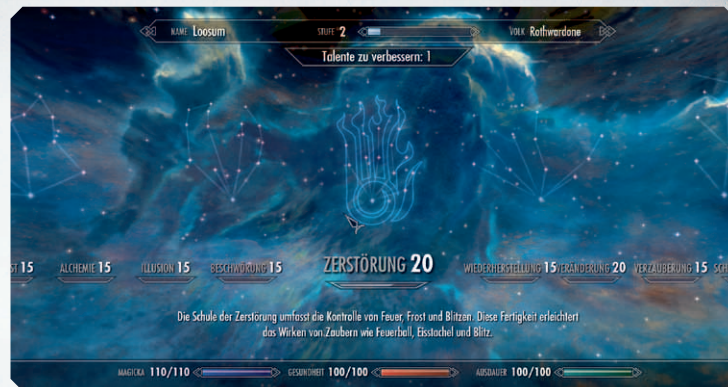 NAME Loosum STUFE 2 VOLK Rothwardone
Talente zu verbessern: 1
ST 15 ALCHEMIE 15 ILLUSION 15 BESCHWÖRUNG 15 ZERSTÖRUNG 20 WIEDERHERSTELLUNG 15 VERÄNDERUNG 20 VERZAUBERUNG 15 SCH
Die Schule der Zerstörung umfasst die Kontrolle von Feuer, Frost und Blitzen. Diese Fertigkeit erleichtert
das Wirken von Zaubern wie Feuerball, Eisstachel und Blitz.
MAGICKA 110/110 GESUNDHEIT 100/100 AUSDAUER 100/100